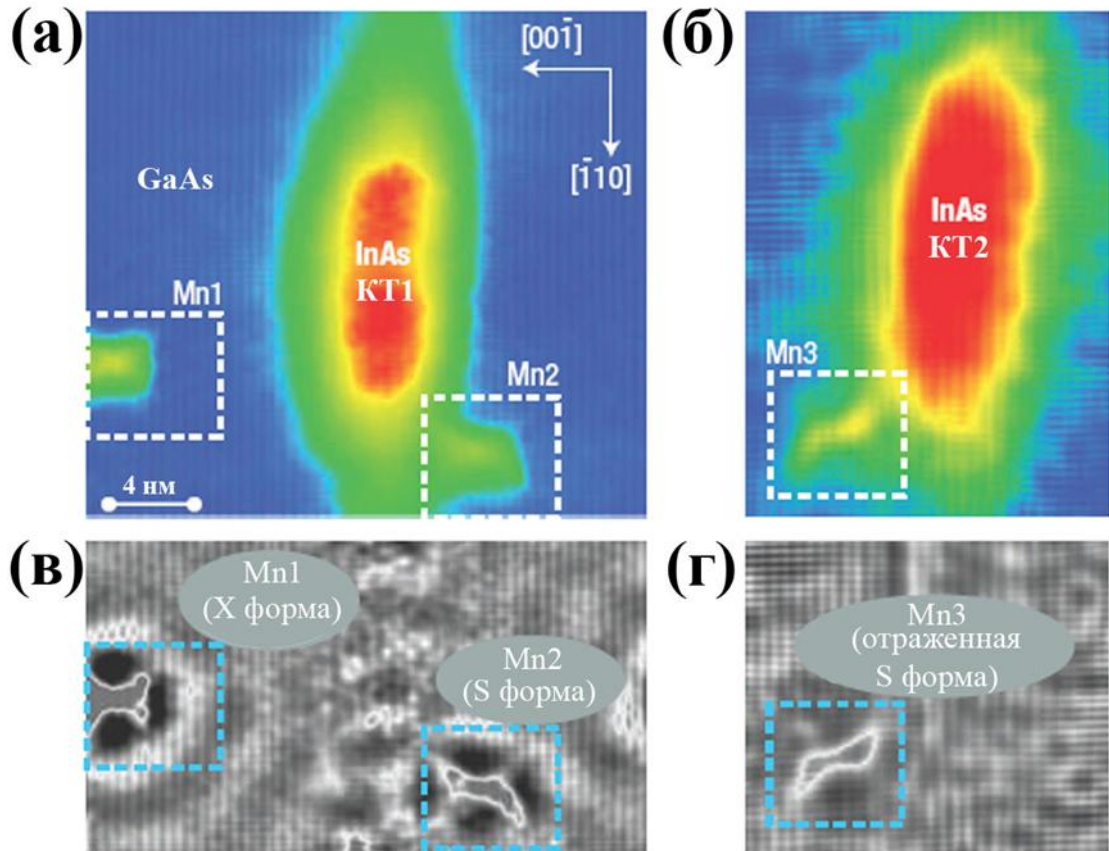 (а)
[001̄]
[1̄10]
GaAs
InAs
КТ1
Mn1
Mn2
4 нм
(б)
InAs
КТ2
Mn3
(в)
Mn1
(X форма)
Mn2
(S форма)
(г)
Mn3
(отраженная
S форма)